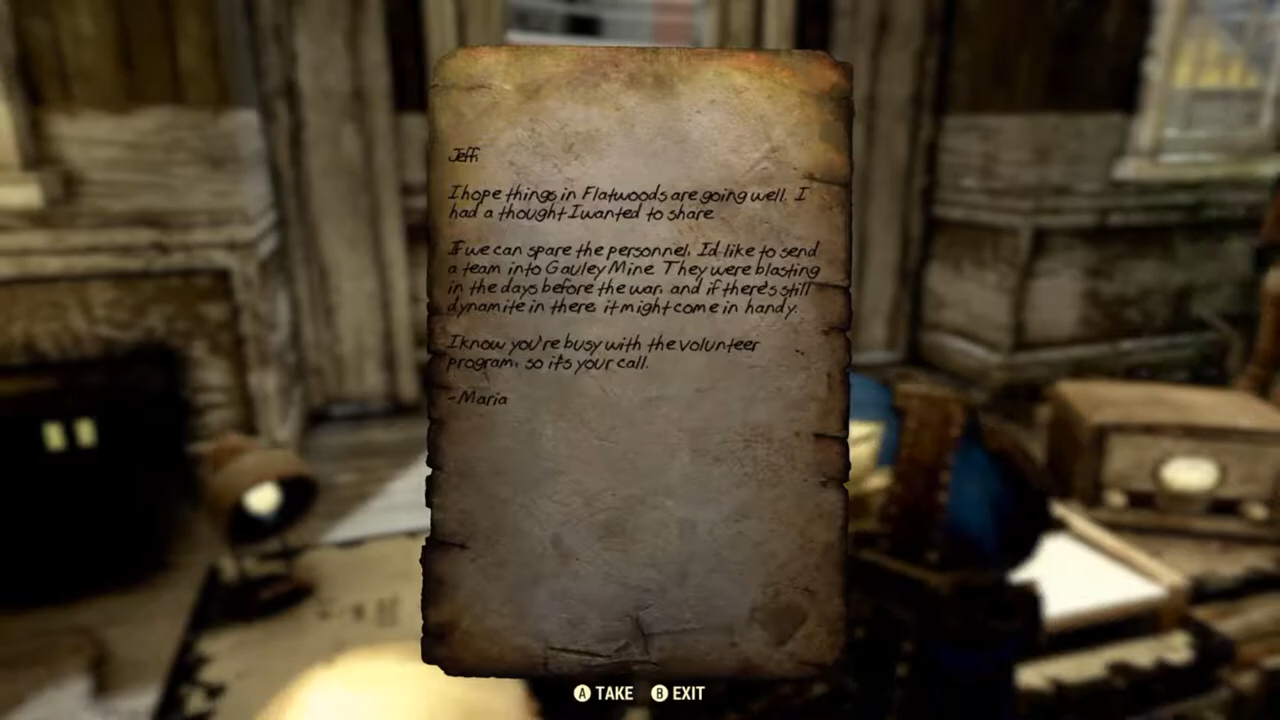 Jeff,
I hope things in Flatwoods are going well. I
had a thought I wanted to share.
If we can spare the personnel, I'd like to send
a team into Gauley Mine. They were blasting
in the days before the war, and if there's still
dynamite in there, it might come in handy.
I know you're busy with the volunteer
program, so it's your call.
-Maria
A TAKE B EXIT